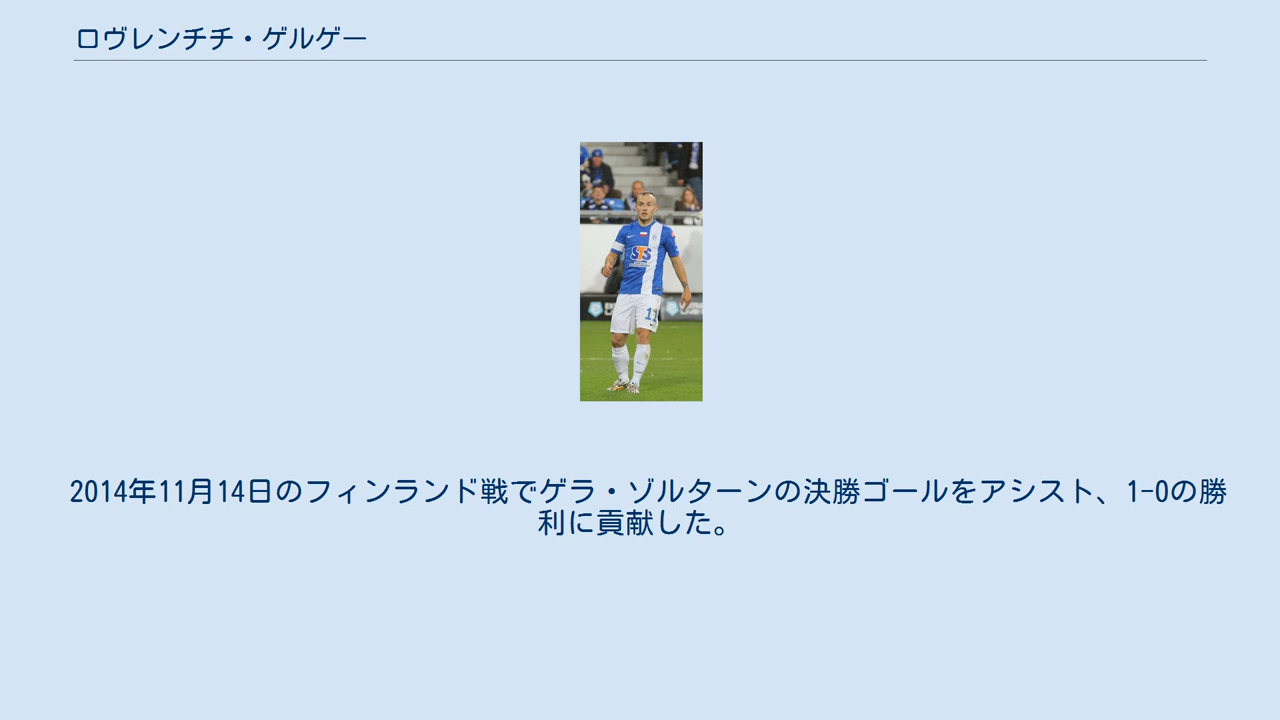 ロヴレンチチ・ゲルゲー
STS
11
2014年11月14日のフィンランド戦でゲラ・ゾルターンの決勝ゴールをアシスト、1-0の勝
利に貢献した。